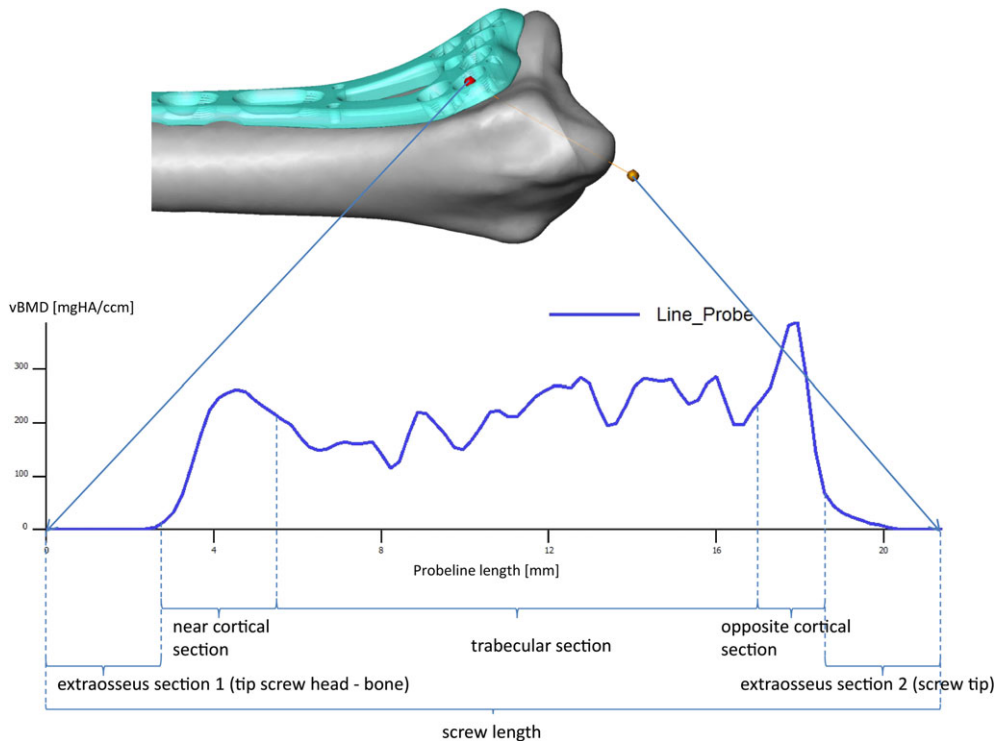 vBMD [mgHA/ccm]
Line_Probe
300
200
100
0
0 4 8 12 16 20
Probeline length [mm]
near cortical
section
trabecular section
opposite cortical
section
extraosseus section 1 (tip screw head - bone)
extraosseus section 2 (screw tip)
screw length